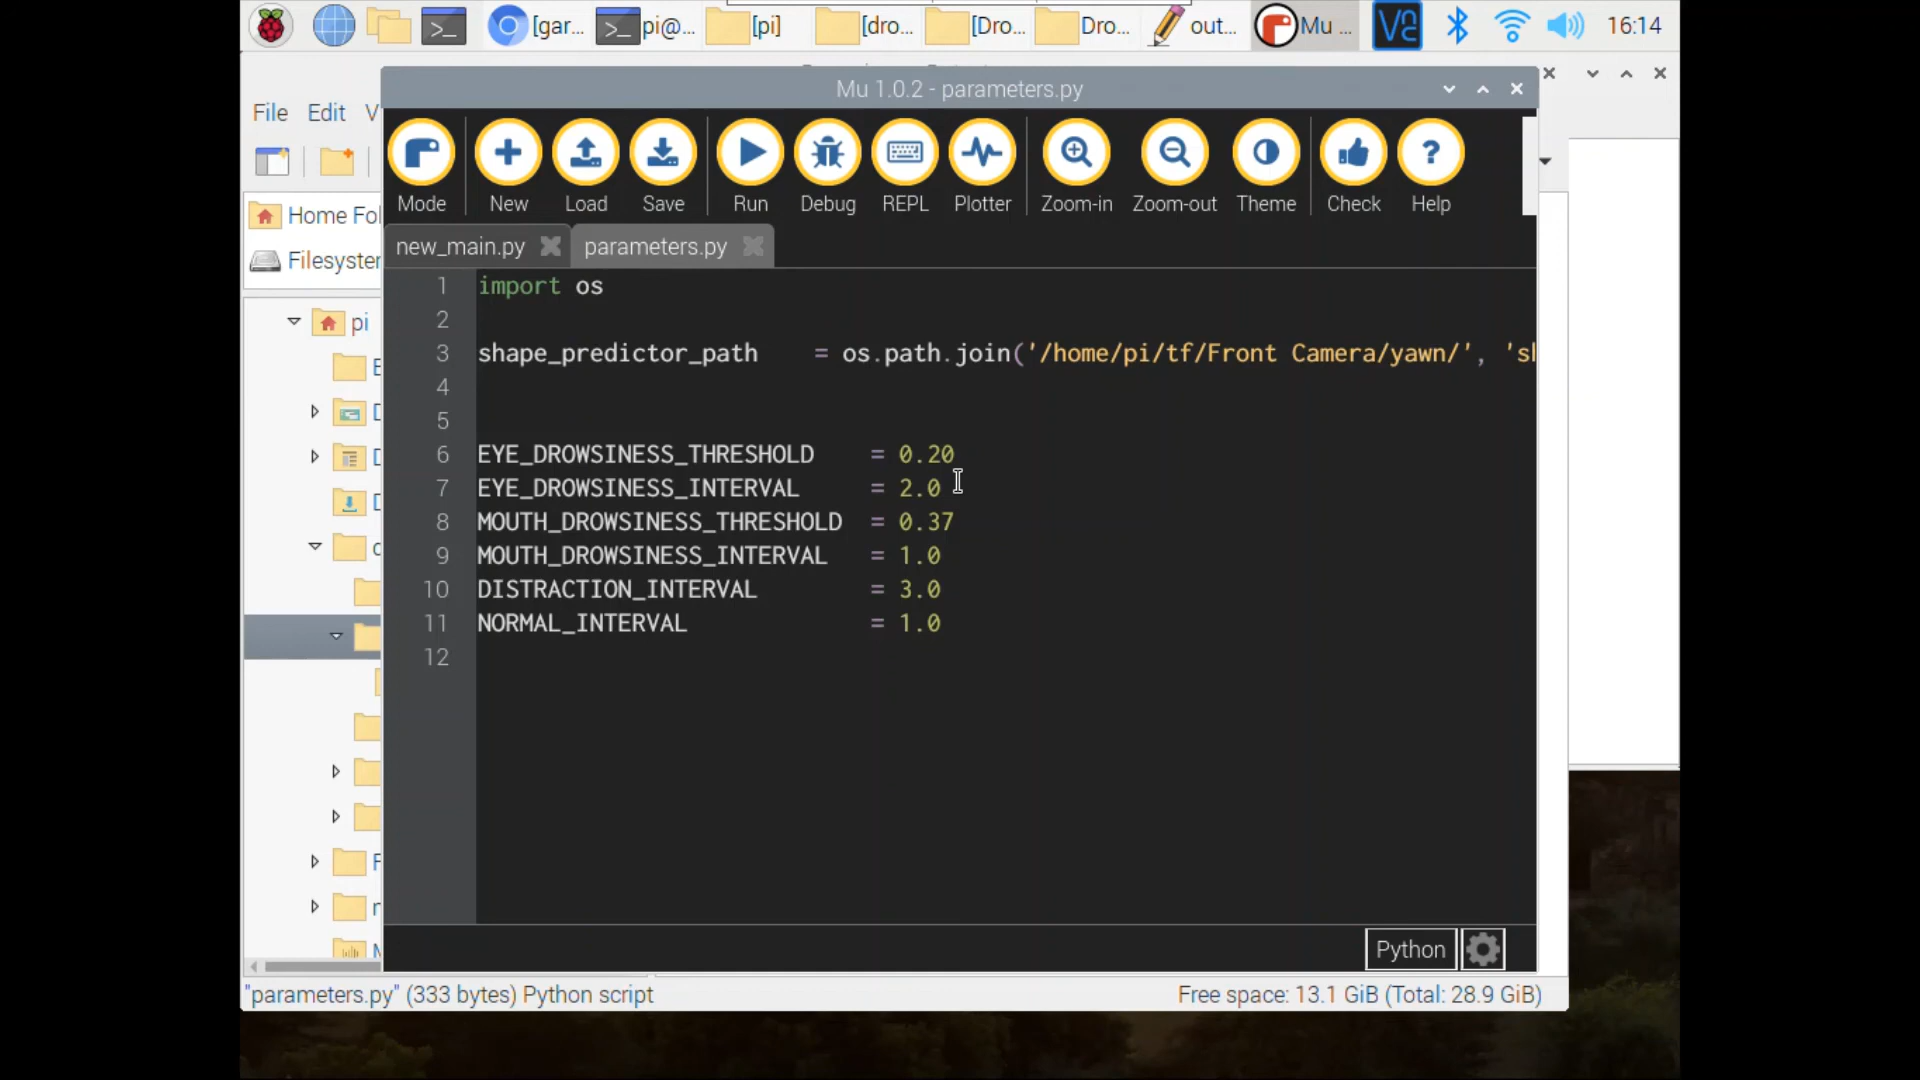 [gar... pi@... [pi] [dro... [Dro... Dro... out... Mu ... 16:14
Mu 1.0.2 - parameters.py
File Edit V
Mode New Load Save Run Debug REPL Plotter Zoom-in Zoom-out Theme Check Help
Home Fol
Filesyster
new_main.py parameters.py
pi
1 import os
2
3 shape_predictor_path = os.path.join('/home/pi/tf/Front Camera/yawn/', 'sh
4
5
6 EYE_DROWSINESS_THRESHOLD = 0.20
7 EYE_DROWSINESS_INTERVAL = 2.0
8 MOUTH_DROWSINESS_THRESHOLD = 0.37
9 MOUTH_DROWSINESS_INTERVAL = 1.0
10 DISTRACTION_INTERVAL = 3.0
11 NORMAL_INTERVAL = 1.0
12
Python
"parameters.py" (333 bytes) Python script
Free space: 13.1 GiB (Total: 28.9 GiB)